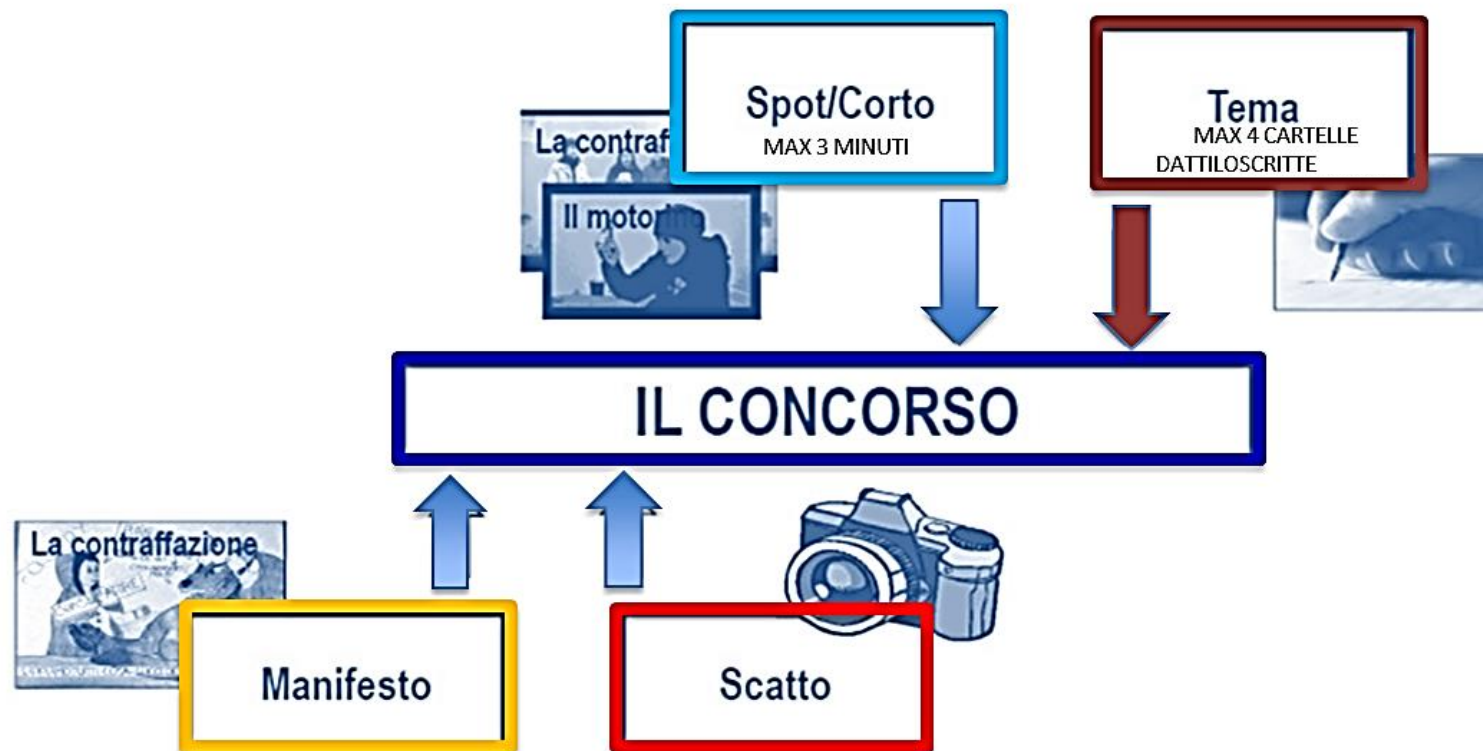 Spot/Corto
MAX 3 MINUTI
Tema
MAX 4 CARTELLE
DATTILOSCRITTE
La contraf
Il motorino
IL CONCORSO
La contraffazione
Manifesto
Scatto